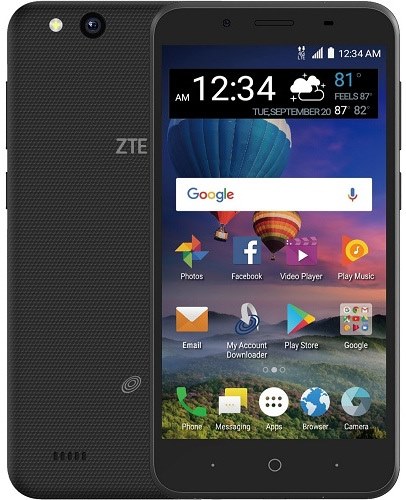 ZTE
12:34 AM
AM 12:34 81°
FEELS 87°
TUE,SEPTEMBER 20 87° 82°
Google
Photos Facebook Video Player Play Music
Email My Account Downloader Play Store Google
Phone Messaging Apps Browser Camera